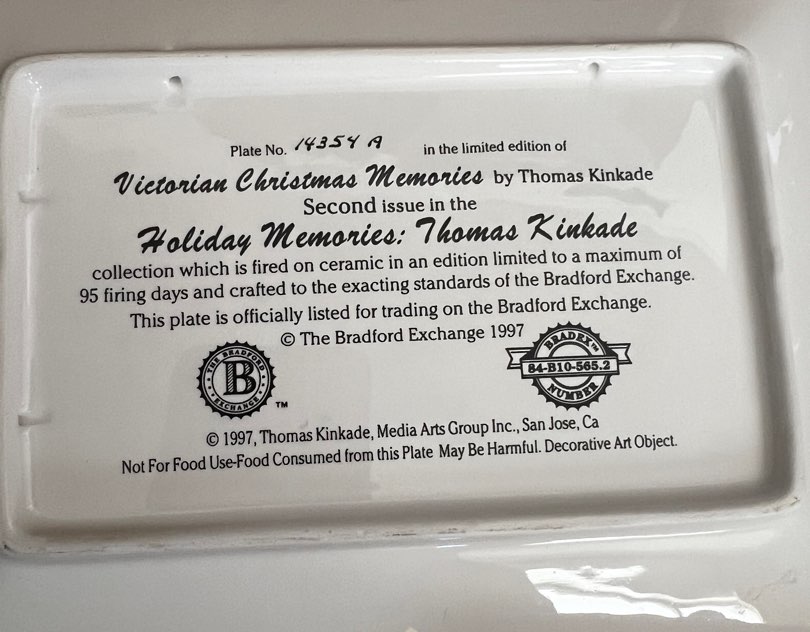 Plate No. 14354 A in the limited edition of
Victorian Christmas Memories by Thomas Kinkade
Second issue in the
Holiday Memories: Thomas Kinkade
collection which is fired on ceramic in an edition limited to a maximum of
95 firing days and crafted to the exacting standards of the Bradford Exchange.
This plate is officially listed for trading on the Bradford Exchange.
© The Bradford Exchange 1997
THE BRADFORD
B
EXCHANGE
™
BRADEX™
84-B10-565.2
NUMBER
© 1997, Thomas Kinkade, Media Arts Group Inc., San Jose, Ca
Not For Food Use-Food Consumed from this Plate May Be Harmful. Decorative Art Object.